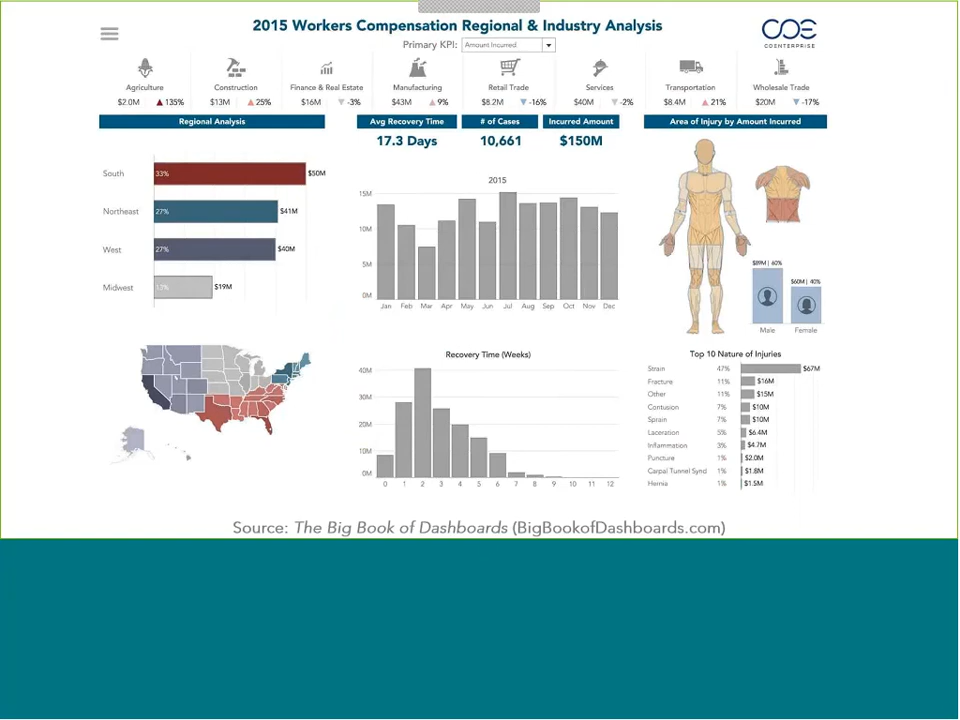 2015 Workers Compensation Regional & Industry Analysis
Primary KPI: Amount Incurred
COE
COENTERPRISE
Agriculture
$2.0M ▲ 135%
Construction
$13M ▲ 25%
Finance & Real Estate
$16M ▼ -3%
Manufacturing
$43M ▲ 9%
Retail Trade
$8.2M ▼ -16%
Services
$40M ▼ -2%
Transportation
$8.4M ▲ 21%
Wholesale Trade
$20M ▼ -17%
Regional Analysis
South 33% $50M
Northeast 27% $41M
West 27% $40M
Midwest 13% $19M
Avg Recovery Time
17.3 Days
# of Cases
10,661
Incurred Amount
$150M
2015
15M
10M
5M
0M
Jan Feb Mar Apr May Jun Jul Aug Sep Oct Nov Dec
Recovery Time (Weeks)
40M
30M
20M
10M
0M
0 1 2 3 4 5 6 7 8 9 10 11 12
Area of Injury by Amount Incurred
$89M | 60%
$60M | 40%
Male Female
Top 10 Nature of Injuries
Strain 47% $67M
Fracture 11% $16M
Other 11% $15M
Contusion 7% $10M
Sprain 7% $10M
Laceration 5% $6.4M
Inflammation 3% $4.7M
Puncture 1% $2.0M
Carpal Tunnel Synd 1% $1.8M
Hernia 1% $1.5M
Source: The Big Book of Dashboards (BigBookofDashboards.com)